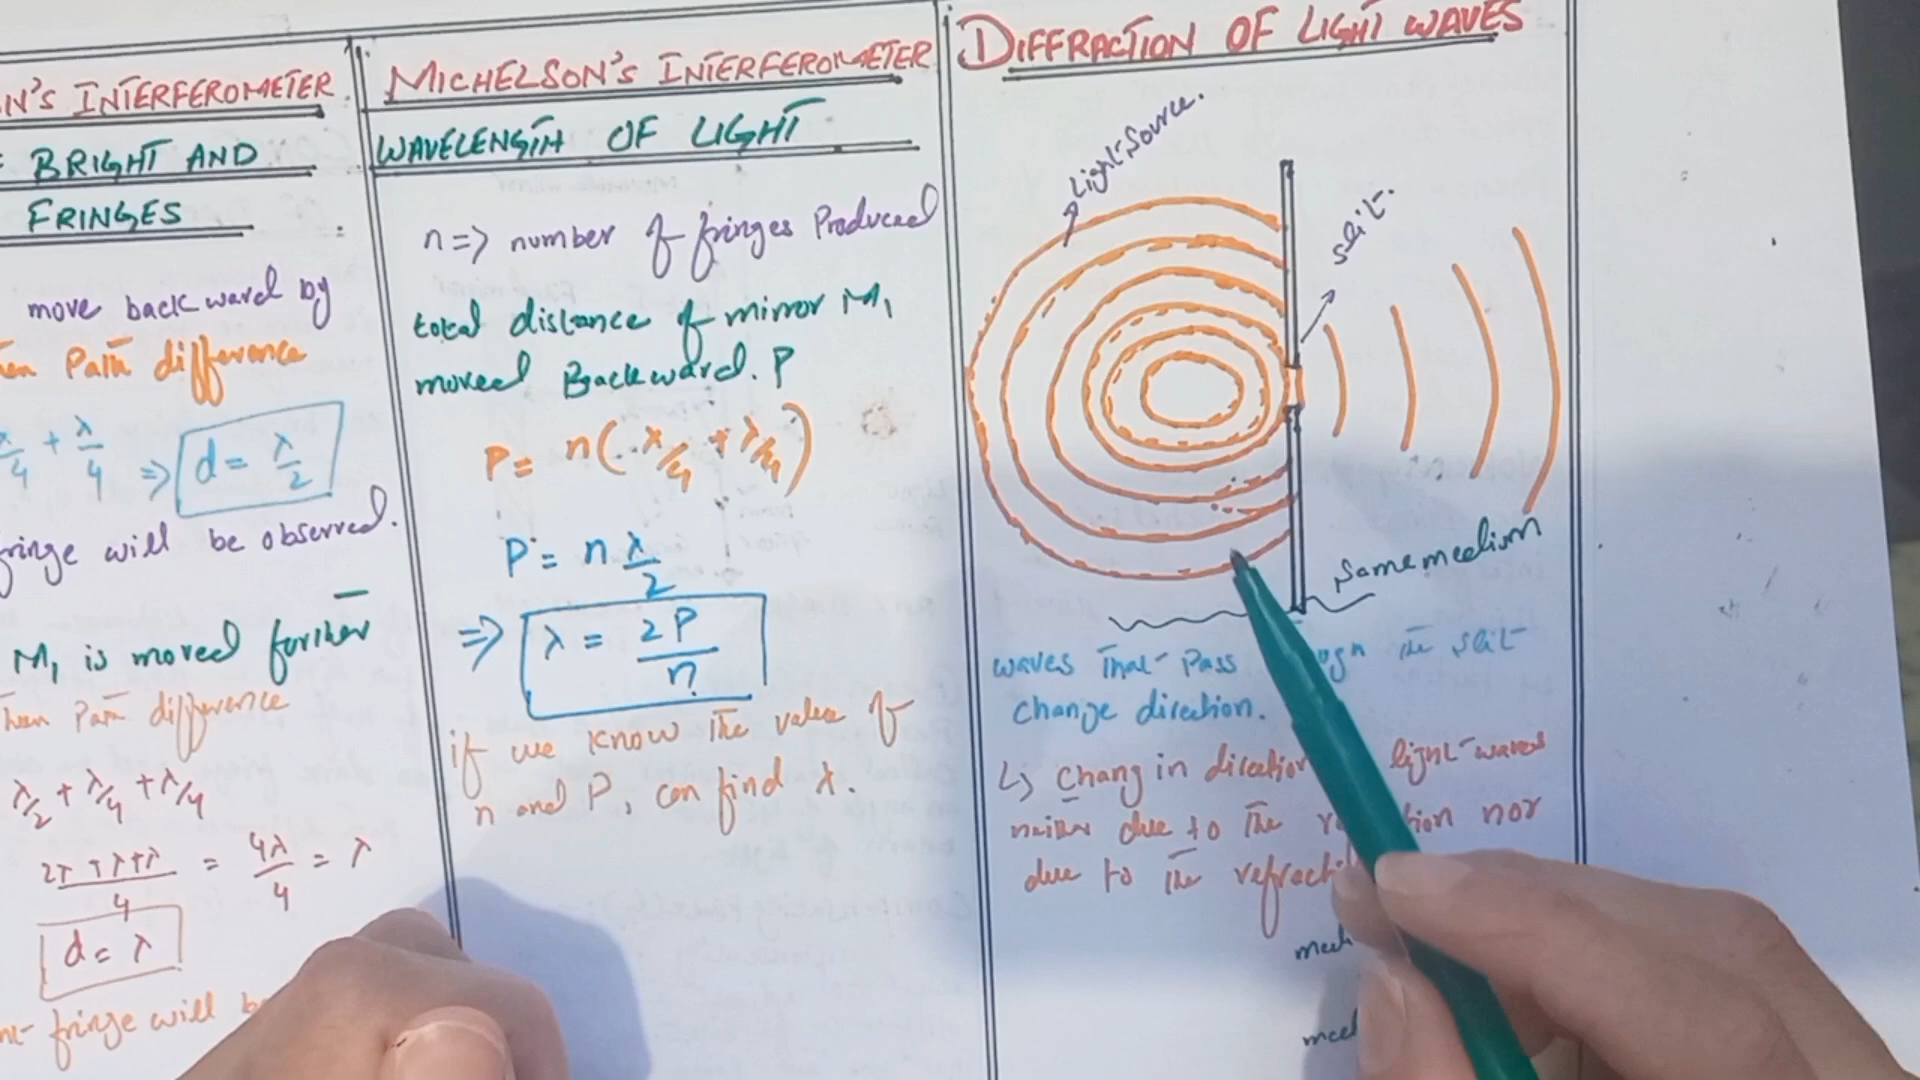 N'S INTERFEROMETER
BRIGHT AND
FRINGES
move backward by
Path difference
λ/4 + λ/4 => d = λ/2
fringe will be observed.
M₁ is moved further
Then Path difference
λ/2 + λ/4 + λ/4
2λ+λ+λ/4 = 4λ/4 = λ
d = λ
fringe will b
MICHELSON'S INTERFEROMETER
WAVELENGTH OF LIGHT
n => number of fringes Produced
total distance of mirror M₁
moved Backward. P
P = n(λ/4 + λ/4)
P = n λ/2
=> λ = 2P/n
if we know the value of
n and P, can find λ.
DIFFRACTION OF LIGHT WAVES
Light Source.
slit.
Same medium
waves That Pass the slit
change direction.
↳ Chang in direction light waves
due to the nor
due to the